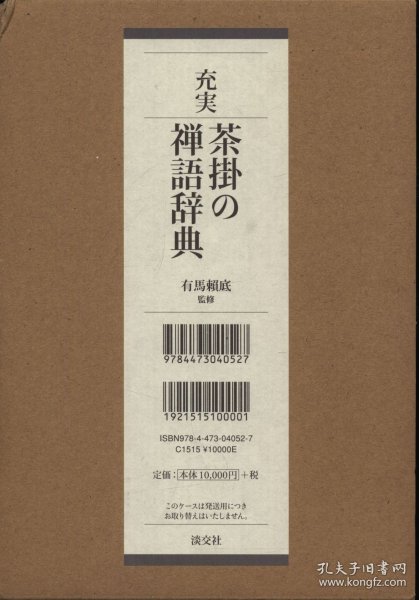 充実
茶掛の
禅語辞典
有馬頼底
監修
9784473040527
1921515100001
ISBN978-4-473-04052-7
C1515 ¥10000E
定価：本体10,000円＋税
このケースは発送用につき
お取り替えはいたしません。
淡交社
孔夫子旧书网
www.kongfz.com